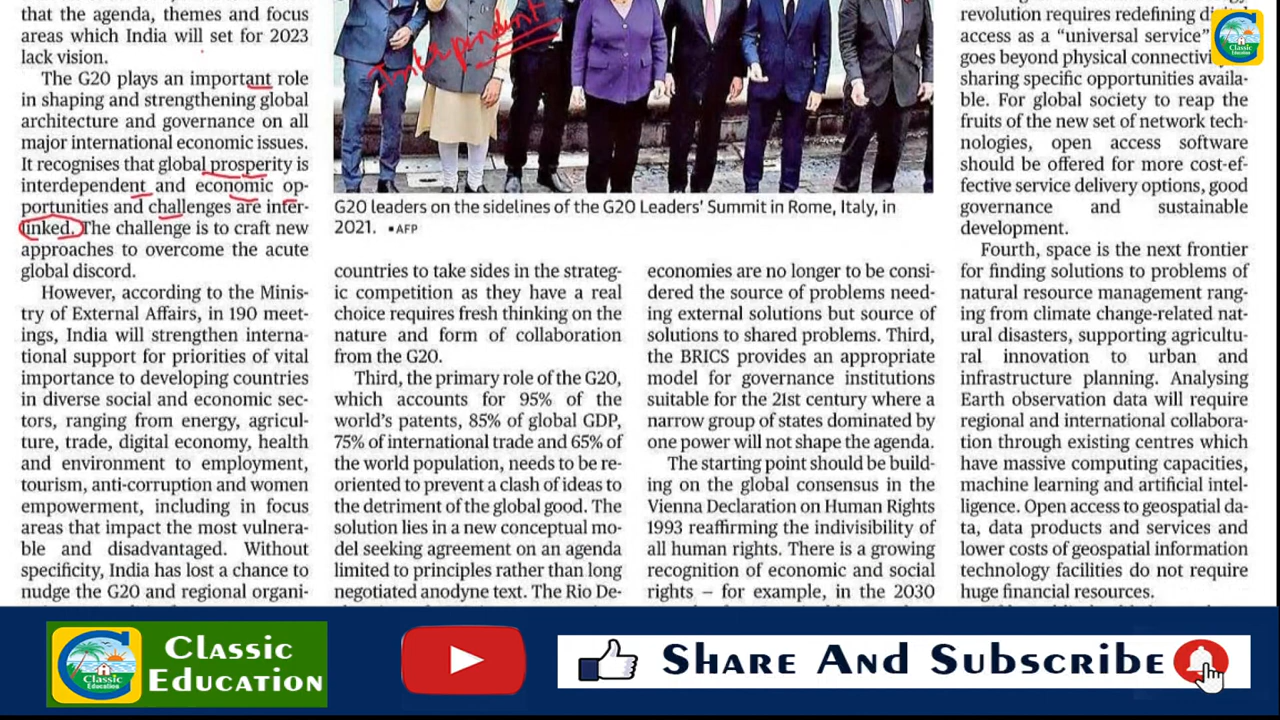 that the agenda, themes and focus
areas which India will set for 2023
lack vision.
The G20 plays an important role
in shaping and strengthening global
architecture and governance on all
major international economic issues.
It recognises that global prosperity is
interdependent and economic op-
portunities and challenges are inter-
linked. The challenge is to craft new
approaches to overcome the acute
global discord.
However, according to the Minis-
try of External Affairs, in 190 meet-
ings, India will strengthen interna-
tional support for priorities of vital
importance to developing countries
in diverse social and economic sec-
tors, ranging from energy, agricul-
ture, trade, digital economy, health
and environment to employment,
tourism, anti-corruption and women
empowerment, including in focus
areas that impact the most vulnera-
ble and disadvantaged. Without
specificity, India has lost a chance to
nudge the G20 and regional organi-
G20 leaders on the sidelines of the G20 Leaders' Summit in Rome, Italy, in
2021. •AFP
countries to take sides in the strateg-
ic competition as they have a real
choice requires fresh thinking on the
nature and form of collaboration
from the G20.
Third, the primary role of the G20,
which accounts for 95% of the
world's patents, 85% of global GDP,
75% of international trade and 65% of
the world population, needs to be re-
oriented to prevent a clash of ideas to
the detriment of the global good. The
solution lies in a new conceptual mo-
del seeking agreement on an agenda
limited to principles rather than long
negotiated anodyne text. The Rio De-
economies are no longer to be consi-
dered the source of problems need-
ing external solutions but source of
solutions to shared problems. Third,
the BRICS provides an appropriate
model for governance institutions
suitable for the 21st century where a
narrow group of states dominated by
one power will not shape the agenda.
The starting point should be build-
ing on the global consensus in the
Vienna Declaration on Human Rights
1993 reaffirming the indivisibility of
all human rights. There is a growing
recognition of economic and social
rights – for example, in the 2030
revolution requires redefining digital
access as a "universal service"
goes beyond physical connectivity
sharing specific opportunities availa-
ble. For global society to reap the
fruits of the new set of network tech-
nologies, open access software
should be offered for more cost-ef-
fective service delivery options, good
governance and sustainable
development.
Fourth, space is the next frontier
for finding solutions to problems of
natural resource management rang-
ing from climate change-related nat-
ural disasters, supporting agricultu-
ral innovation to urban and
infrastructure planning. Analysing
Earth observation data will require
regional and international collabora-
tion through existing centres which
have massive computing capacities,
machine learning and artificial intel-
ligence. Open access to geospatial da-
ta, data products and services and
lower costs of geospatial information
technology facilities do not require
huge financial resources.
Classic
Education
Classic
Education
Classic
Education
Share And Subscribe